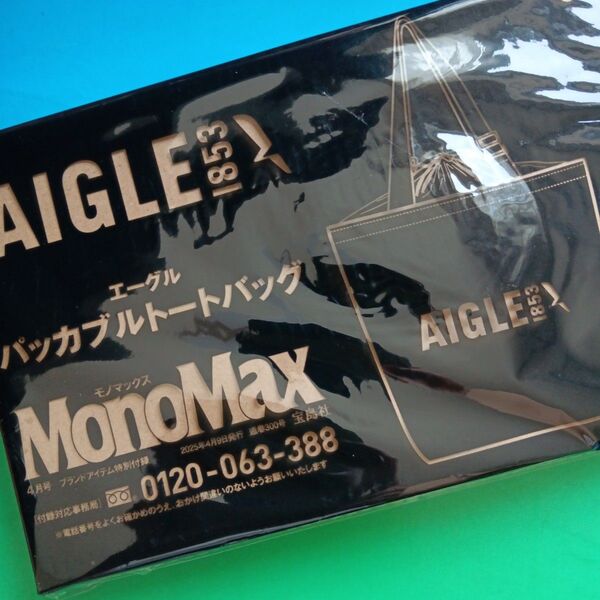 AIGLE
1853
エーグル
パッカブルトートバッグ
モノマックス
MonoMax
2025年4月9日発行 通巻300号 宝島社
4月号 ブランドアイテム特別付録
【付録対応事務局】 0120-063-388
※電話番号をよくお確かめのうえ、おかけ間違いのないようお願いいたします
AIGLE
1853